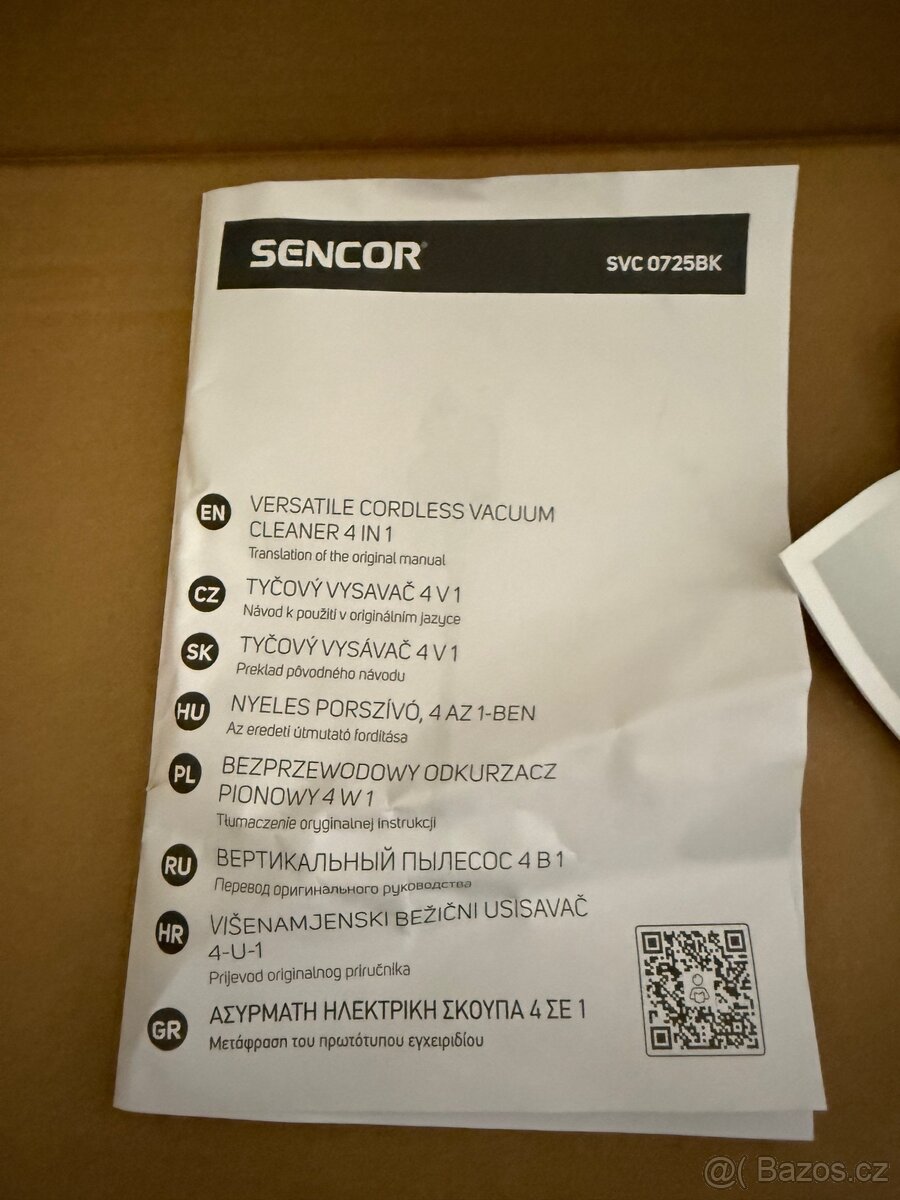 SENCOR® SVC 0725BK
EN VERSATILE CORDLESS VACUUM
CLEANER 4 IN 1
Translation of the original manual
CZ TYČOVÝ VYSAVAČ 4 V 1
Návod k použití v originálním jazyce
SK TYČOVÝ VYSÁVAČ 4 V 1
Preklad pôvodného návodu
HU NYELES PORSZÍVÓ, 4 AZ 1-BEN
Az eredeti útmutató fordítása
PL BEZPRZEWODOWY ODKURZACZ
PIONOWY 4 W 1
Tłumaczenie oryginalnej instrukcji
RU ВЕРТИКАЛЬНЫЙ ПЫЛЕСОС 4 В 1
Перевод оригинального руководства
HR VIŠENAMJENSKI BEŽIČNI USISAVAČ
4-U-1
Prijevod originalnog priručnika
GR ΑΣΥΡΜΑΤΗ ΗΛΕΚΤΡΙΚΗ ΣΚΟΥΠΑ 4 ΣΕ 1
Μετάφραση του πρωτότυπου εγχειριδίου
@( Bazos.cz